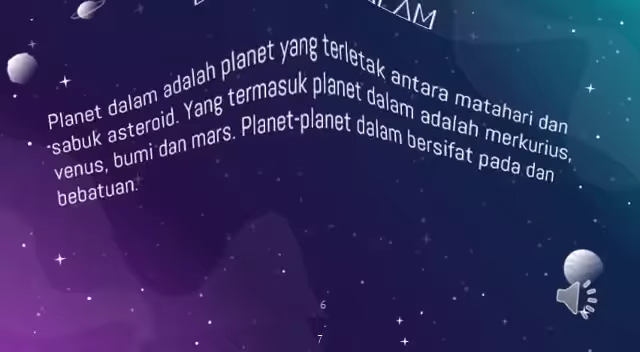 Planet dalam adalah planet yang terletak antara matahari dan
sabuk asteroid. Yang termasuk planet dalam adalah merkurius,
venus, bumi dan mars. Planet-planet dalam bersifat pada dan
bebatuan.
6
7